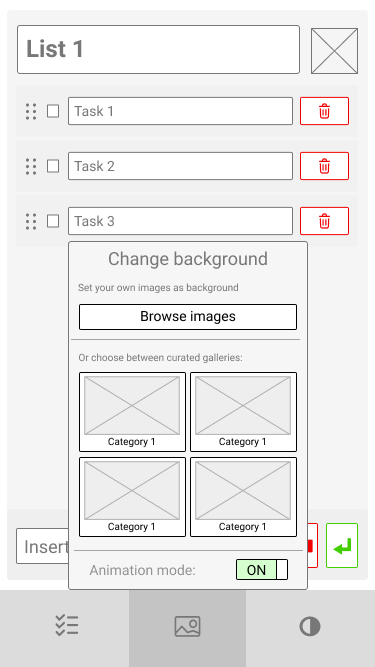 List 1
Task 1
Task 2
Task 3
Change background
Set your own images as background
Browse images
Or choose between curated galleries:
Category 1
Category 1
Category 1
Category 1
Insert
Animation mode:
ON